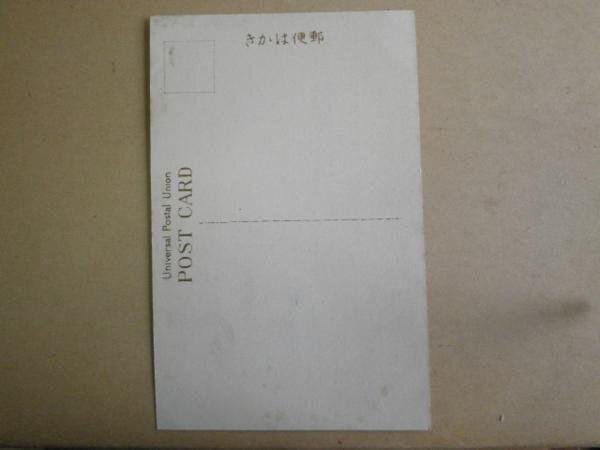 きかは便郵
Universal Postal Union
POST CARD